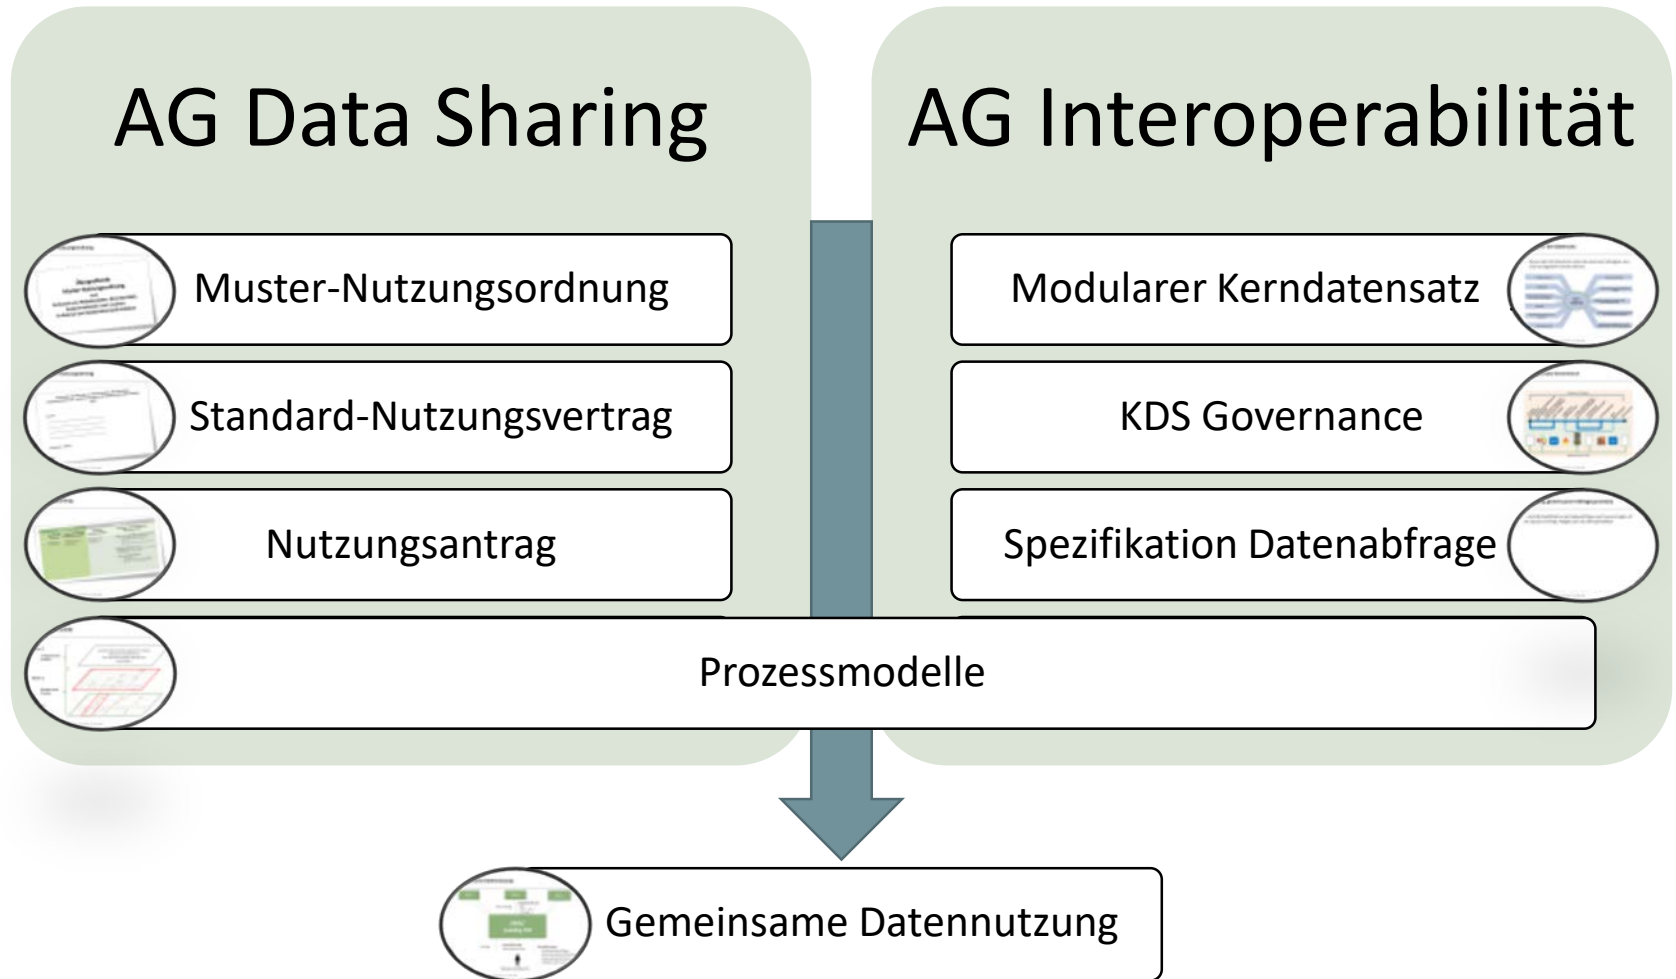 AG Data Sharing
Muster-Nutzungsordnung
Standard-Nutzungsvertrag
Nutzungsantrag
AG Interoperabilität
Modularer Kerndatensatz
KDS Governance
Spezifikation Datenabfrage
Prozessmodelle
Gemeinsame Datennutzung